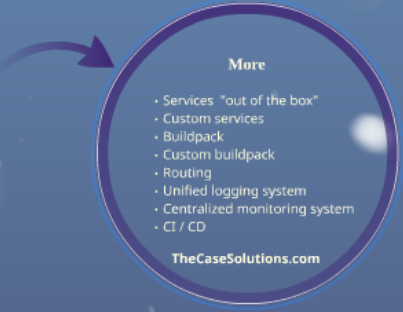 More
• Services "out of the box"
• Custom services
• Buildpack
• Custom buildpack
• Routing
• Unified logging system
• Centralized monitoring system
• CI / CD
TheCaseSolutions.com